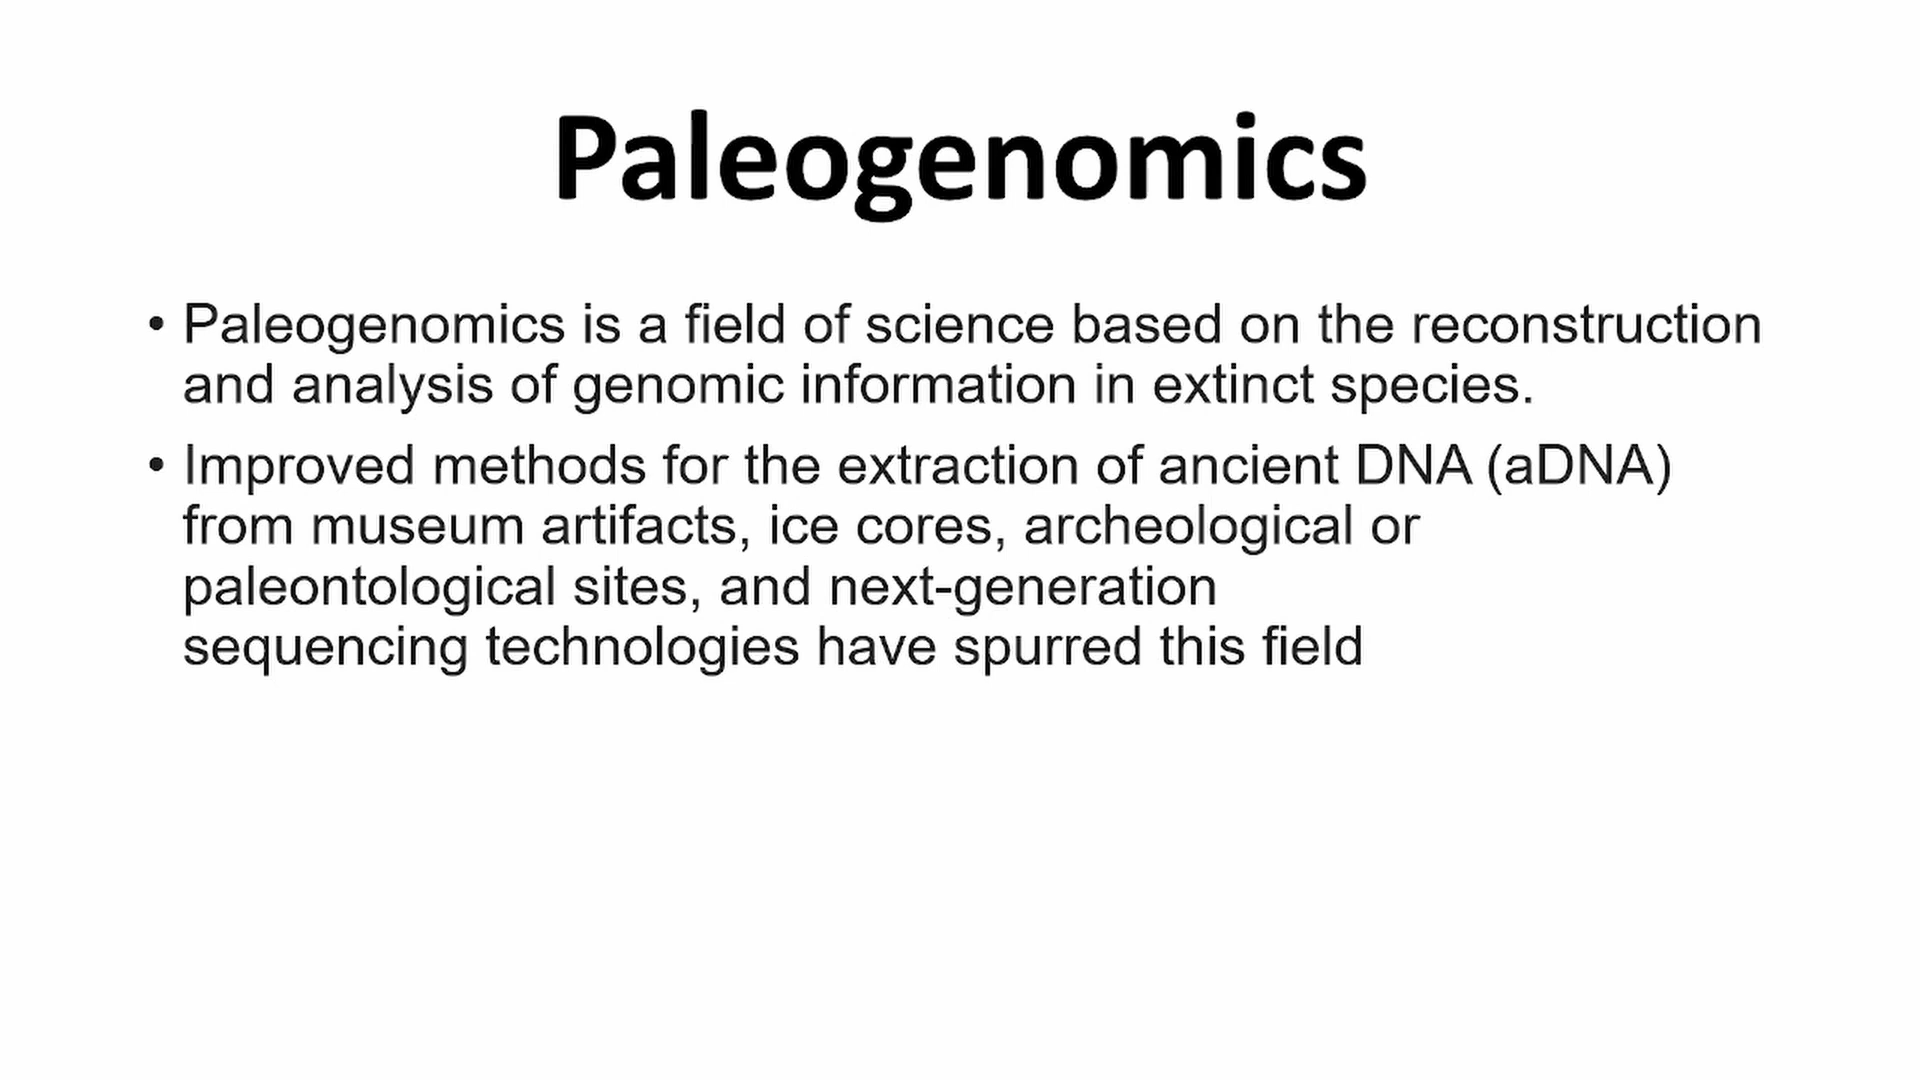 Paleogenomics
• Paleogenomics is a field of science based on the reconstruction
and analysis of genomic information in extinct species.
• Improved methods for the extraction of ancient DNA (aDNA)
from museum artifacts, ice cores, archeological or
paleontological sites, and next-generation
sequencing technologies have spurred this field